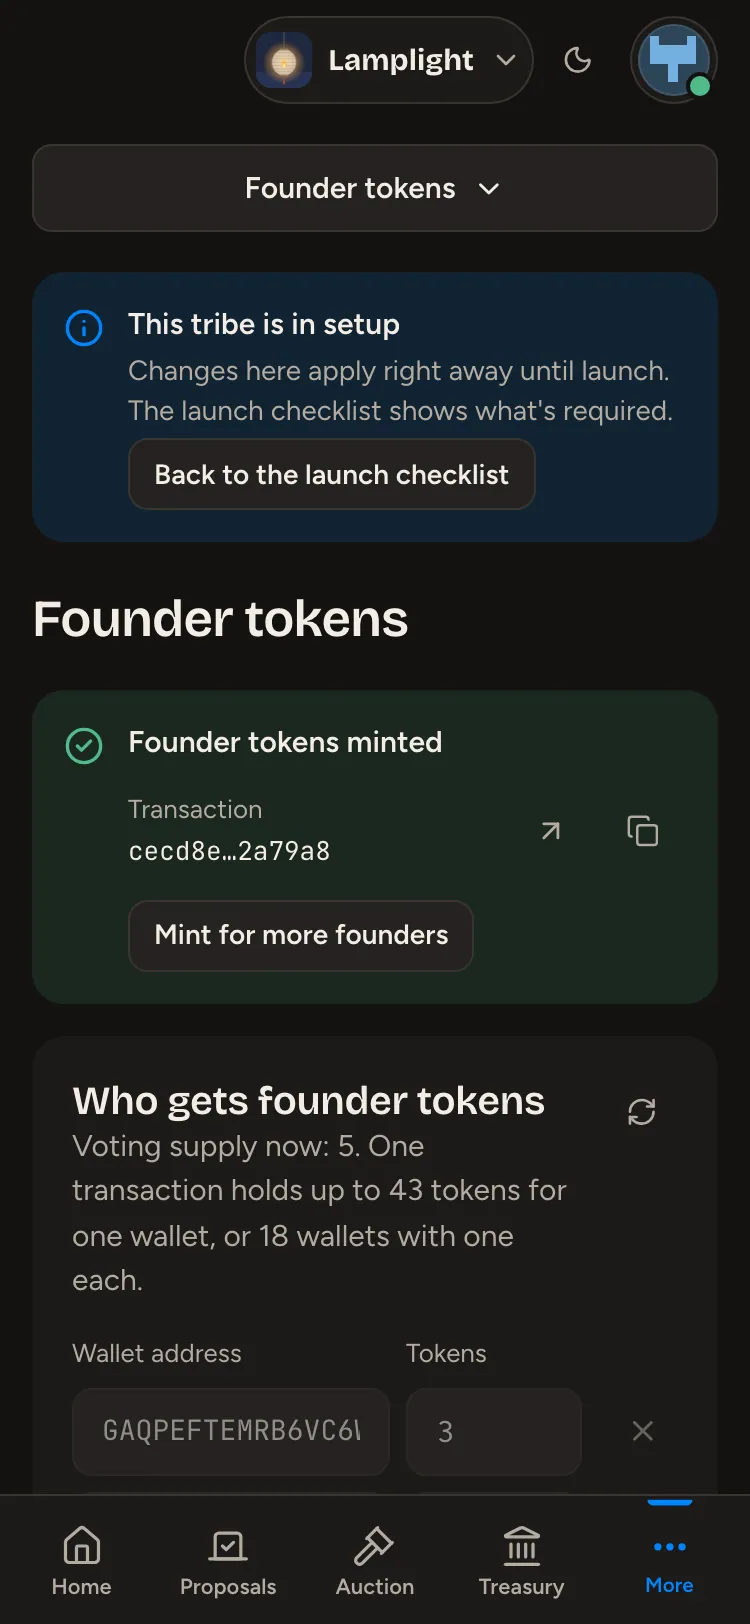 Lamplight
Founder tokens
This tribe is in setup
Changes here apply right away until launch.
The launch checklist shows what's required.
Back to the launch checklist
Founder tokens
Founder tokens minted
Transaction
cecd8e…2a79a8
Mint for more founders
Who gets founder tokens
Voting supply now: 5. One
transaction holds up to 43 tokens for
one wallet, or 18 wallets with one
each.
Wallet address
Tokens
GAQPEFTEMRB6VC6
3
Home
Proposals
Auction
Treasury
More